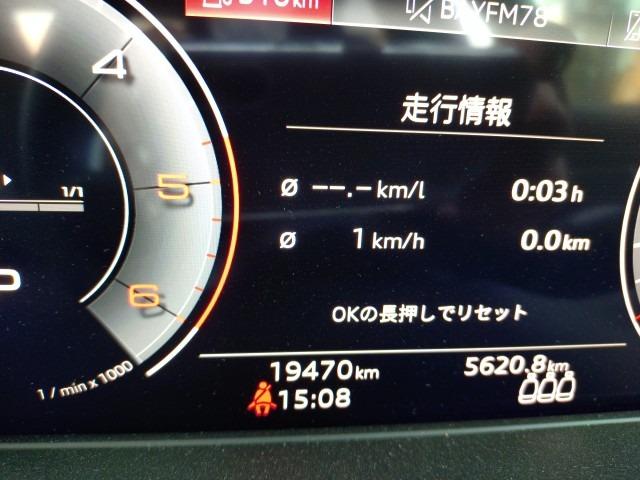 BAYFM78
4
走行情報
1/1
5
Ø --.- km/l 0:03 h
Ø 1 km/h 0.0 km
6
OKの長押しでリセット
1 / min x 1000
19470 km 5620.8 km
15:08